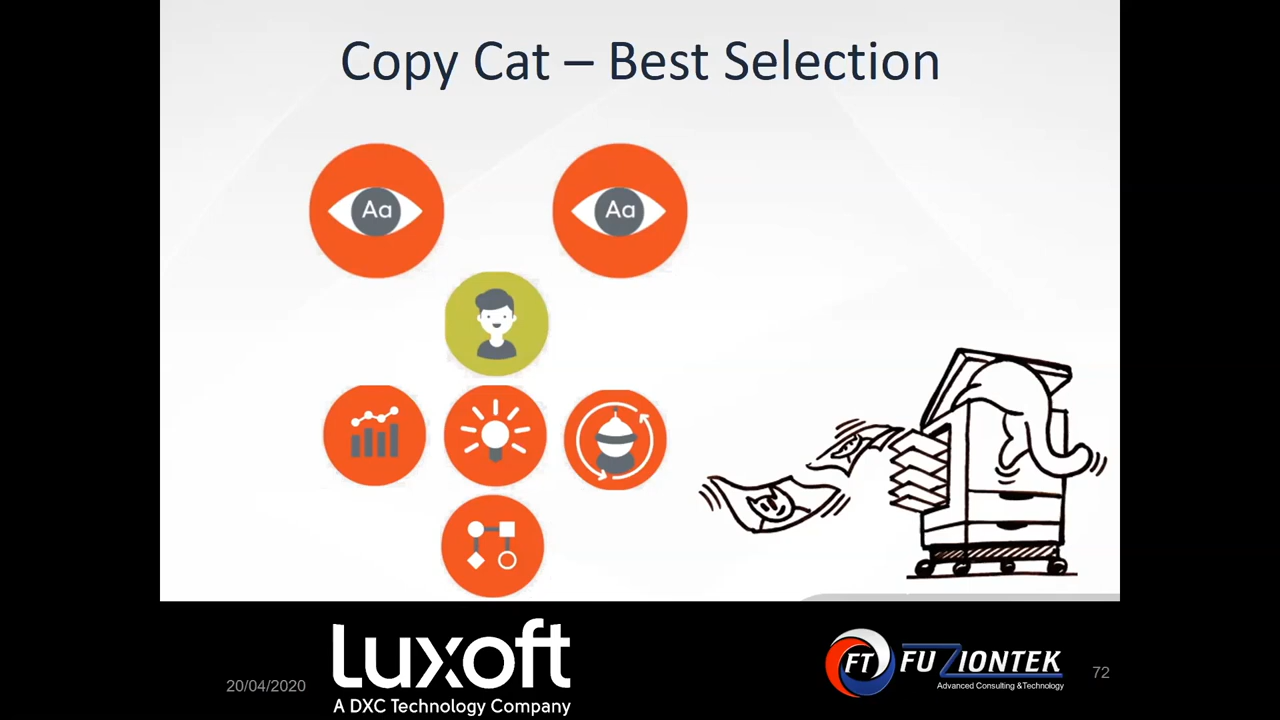 Copy Cat – Best Selection
Aa
Aa
20/04/2020
Luxoft
A DXC Technology Company
FT
FUZIONTEK
Advanced Consulting &Technology
72